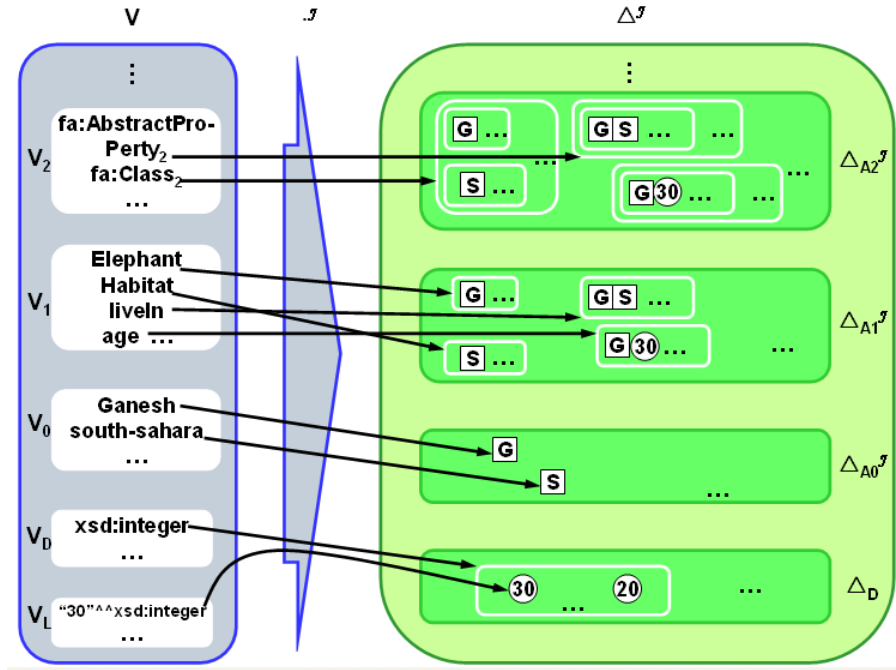 V 𝓘 △𝓘
⋮ ⋮
V2
fa:AbstractPro-
Perty2
fa:Class2
...
G ...
S ...
...
G S ... ...
G 30 ... ...
...
△A2𝓘
V1
Elephant
Habitat
liveIn
age ...
G ...
S ...
G S ...
G 30 ...
...
△A1𝓘
V0
Ganesh
south-sahara
...
G
S
...
△A0𝓘
VD
xsd:integer
...
VL
“30”^^xsd:integer
...
30 20
...
...
△D